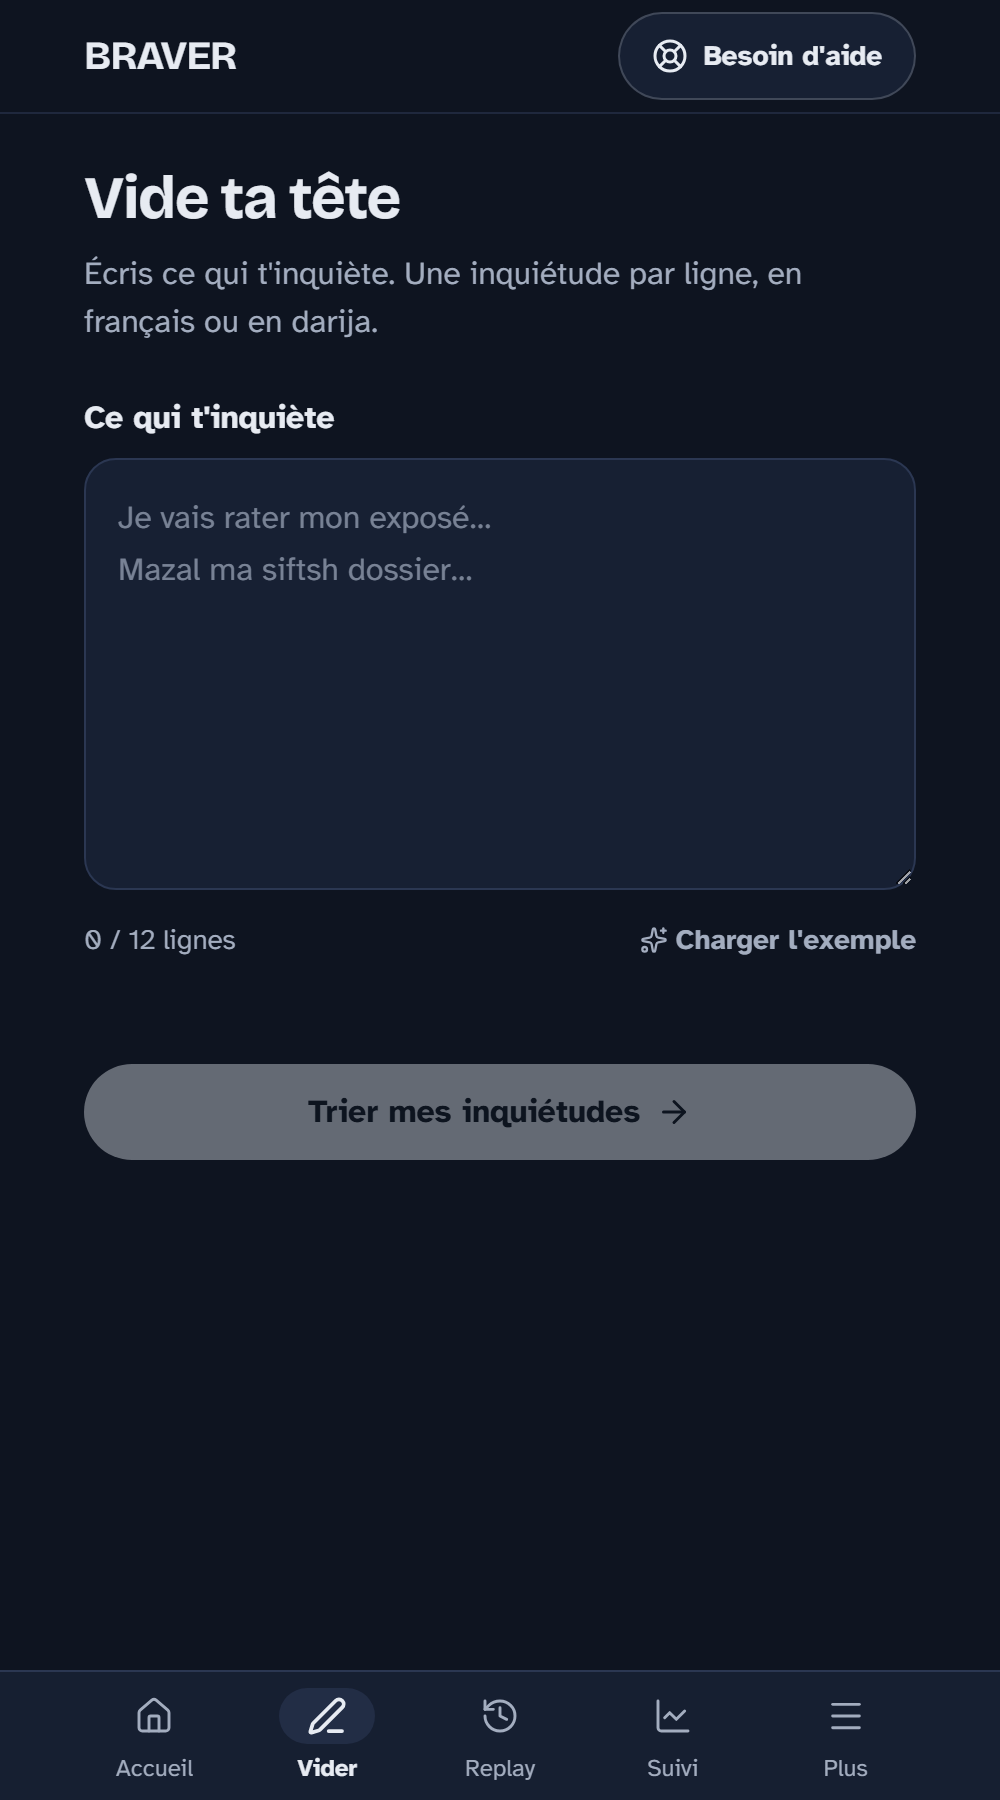 BRAVER
Besoin d'aide
Vide ta tête
Écris ce qui t'inquiète. Une inquiétude par ligne, en
français ou en darija.
Ce qui t'inquiète
Je vais rater mon exposé...
Mazal ma siftsh dossier...
0 / 12 lignes
Charger l'exemple
Trier mes inquiétudes →
Accueil
Vider
Replay
Suivi
Plus